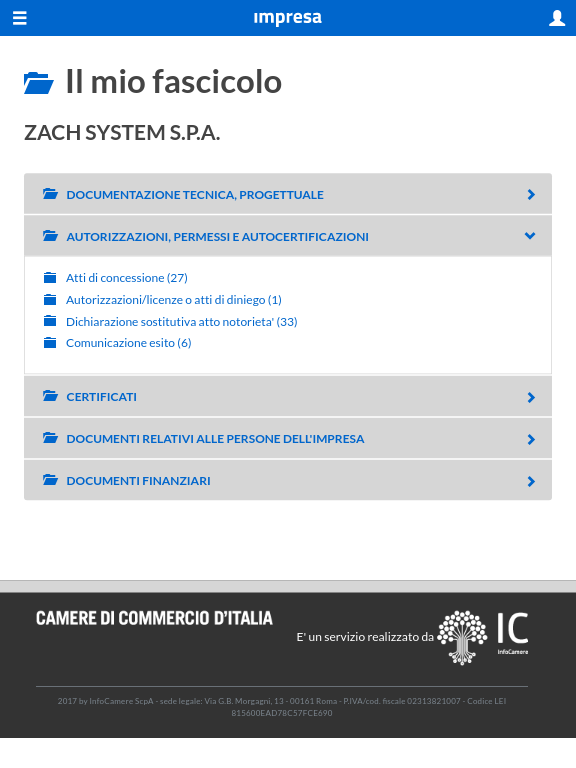 impresa
Il mio fascicolo
ZACH SYSTEM S.P.A.
DOCUMENTAZIONE TECNICA, PROGETTUALE
AUTORIZZAZIONI, PERMESSI E AUTOCERTIFICAZIONI
Atti di concessione (27)
Autorizzazioni/licenze o atti di diniego (1)
Dichiarazione sostitutiva atto notorieta' (33)
Comunicazione esito (6)
CERTIFICATI
DOCUMENTI RELATIVI ALLE PERSONE DELL'IMPRESA
DOCUMENTI FINANZIARI
CAMERE DI COMMERCIO D'ITALIA
E' un servizio realizzato da
IC
InfoCamere
2017 by InfoCamere ScpA - sede legale: Via G.B. Morgagni, 13 - 00161 Roma - P.IVA/cod. fiscale 02313821007 - Codice LEI
815600EAD78C57FCE690